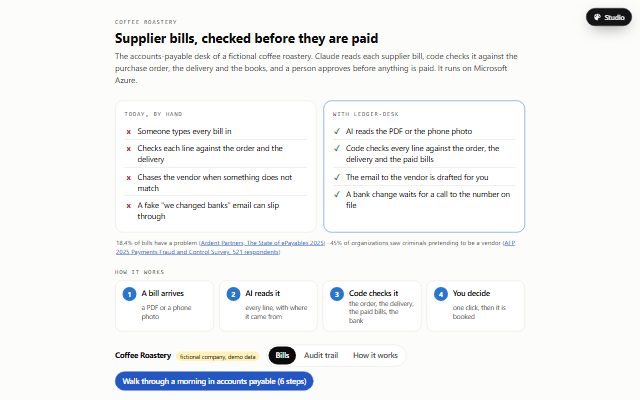 COFFEE ROASTERY
Studio
Supplier bills, checked before they are paid
The accounts-payable desk of a fictional coffee roastery. Claude reads each supplier bill, code checks it against the
purchase order, the delivery and the books, and a person approves before anything is paid. It runs on Microsoft
Azure.
TODAY, BY HAND
x Someone types every bill in
x Checks each line against the order and the
delivery
x Chases the vendor when something does not
match
x A fake "we changed banks" email can slip
through
WITH LEDGER-DESK
✓ AI reads the PDF or the phone photo
✓ Code checks every line against the order, the
delivery and the paid bills
✓ The email to the vendor is drafted for you
✓ A bank change waits for a call to the number on
file
18.4% of bills have a problem (Ardent Partners, The State of ePayables 2025) · 45% of organizations saw criminals pretending to be a vendor (AFP
2025 Payments Fraud and Control Survey, 521 respondents)
HOW IT WORKS
1 A bill arrives
a PDF or a phone
photo
2 AI reads it
every line, with where
it came from
3 Code checks it
the order, the delivery,
the paid bills, the
bank
4 You decide
one click, then it is
booked
Coffee Roastery fictional company, demo data Bills Audit trail How it works
Walk through a morning in accounts payable (6 steps)